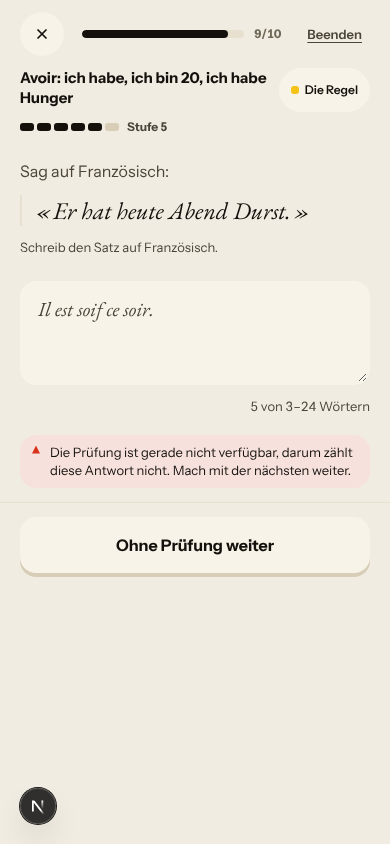 ✕
9/10
Beenden
Avoir: ich habe, ich bin 20, ich habe
Hunger
Die Regel
Stufe 5
Sag auf Französisch:
« Er hat heute Abend Durst. »
Schreib den Satz auf Französisch.
Il est soif ce soir.
5 von 3–24 Wörtern
Die Prüfung ist gerade nicht verfügbar, darum zählt
diese Antwort nicht. Mach mit der nächsten weiter.
Ohne Prüfung weiter
N